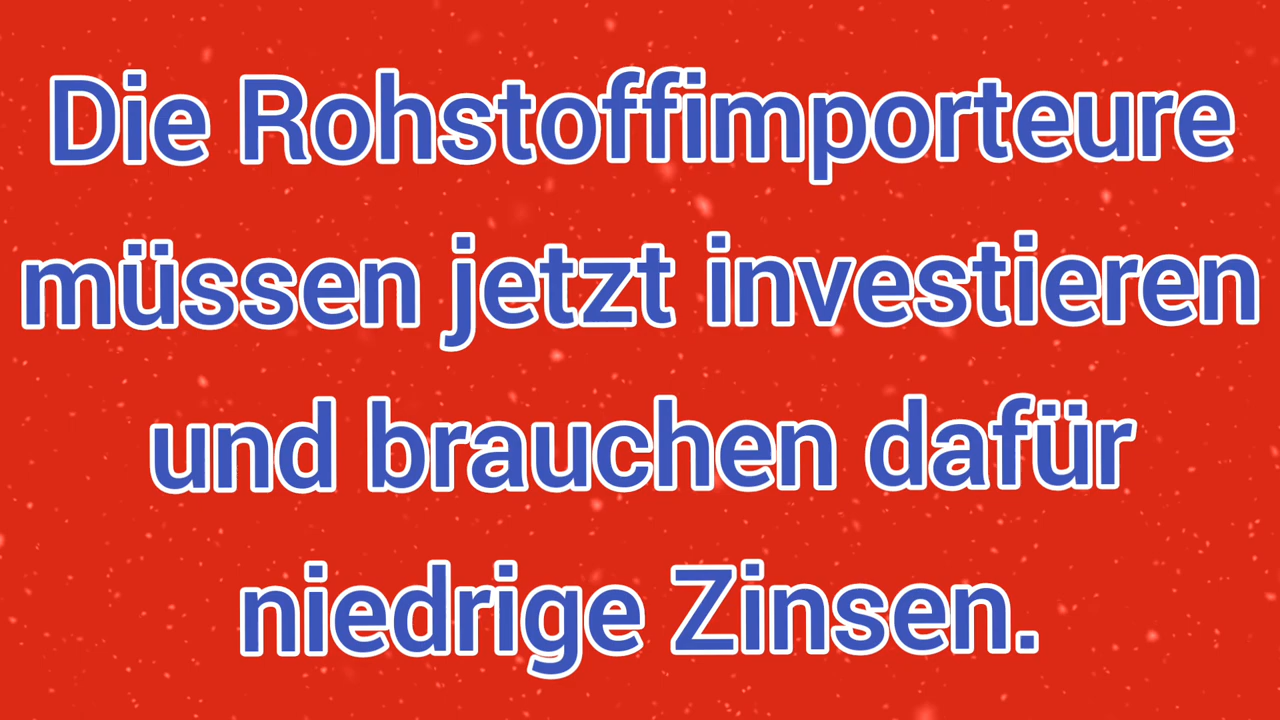 Die Rohstoffimporteure
müssen jetzt investieren
und brauchen dafür
niedrige Zinsen.